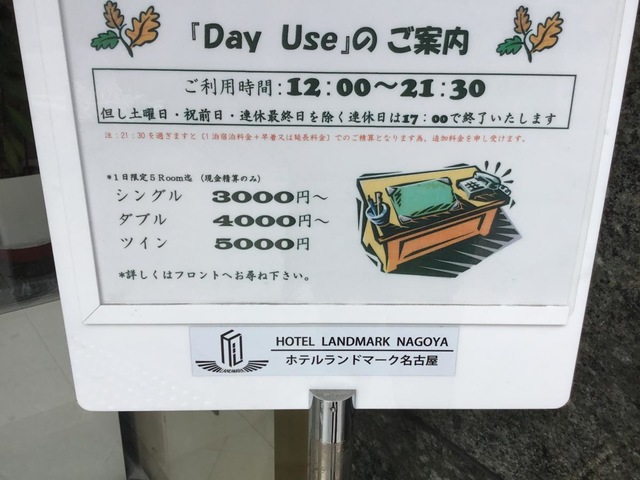 『Day Use』の ご案内
ご利用時間:12:00～21:30
但し土曜日・祝前日・連休最終日を除く連休日は17:00で終了いたします
注:21:30を過ぎますと(1泊宿泊料金+早着又は延長料金)でのご精算となります為、追加料金を申し受けます。
*1日限定5Room迄 (現金精算のみ)
シングル 3000円～
ダブル 4000円～
ツイン 5000円
*詳しくはフロントへお尋ね下さい。
HOTEL LANDMARK NAGOYA
ホテルランドマーク名古屋